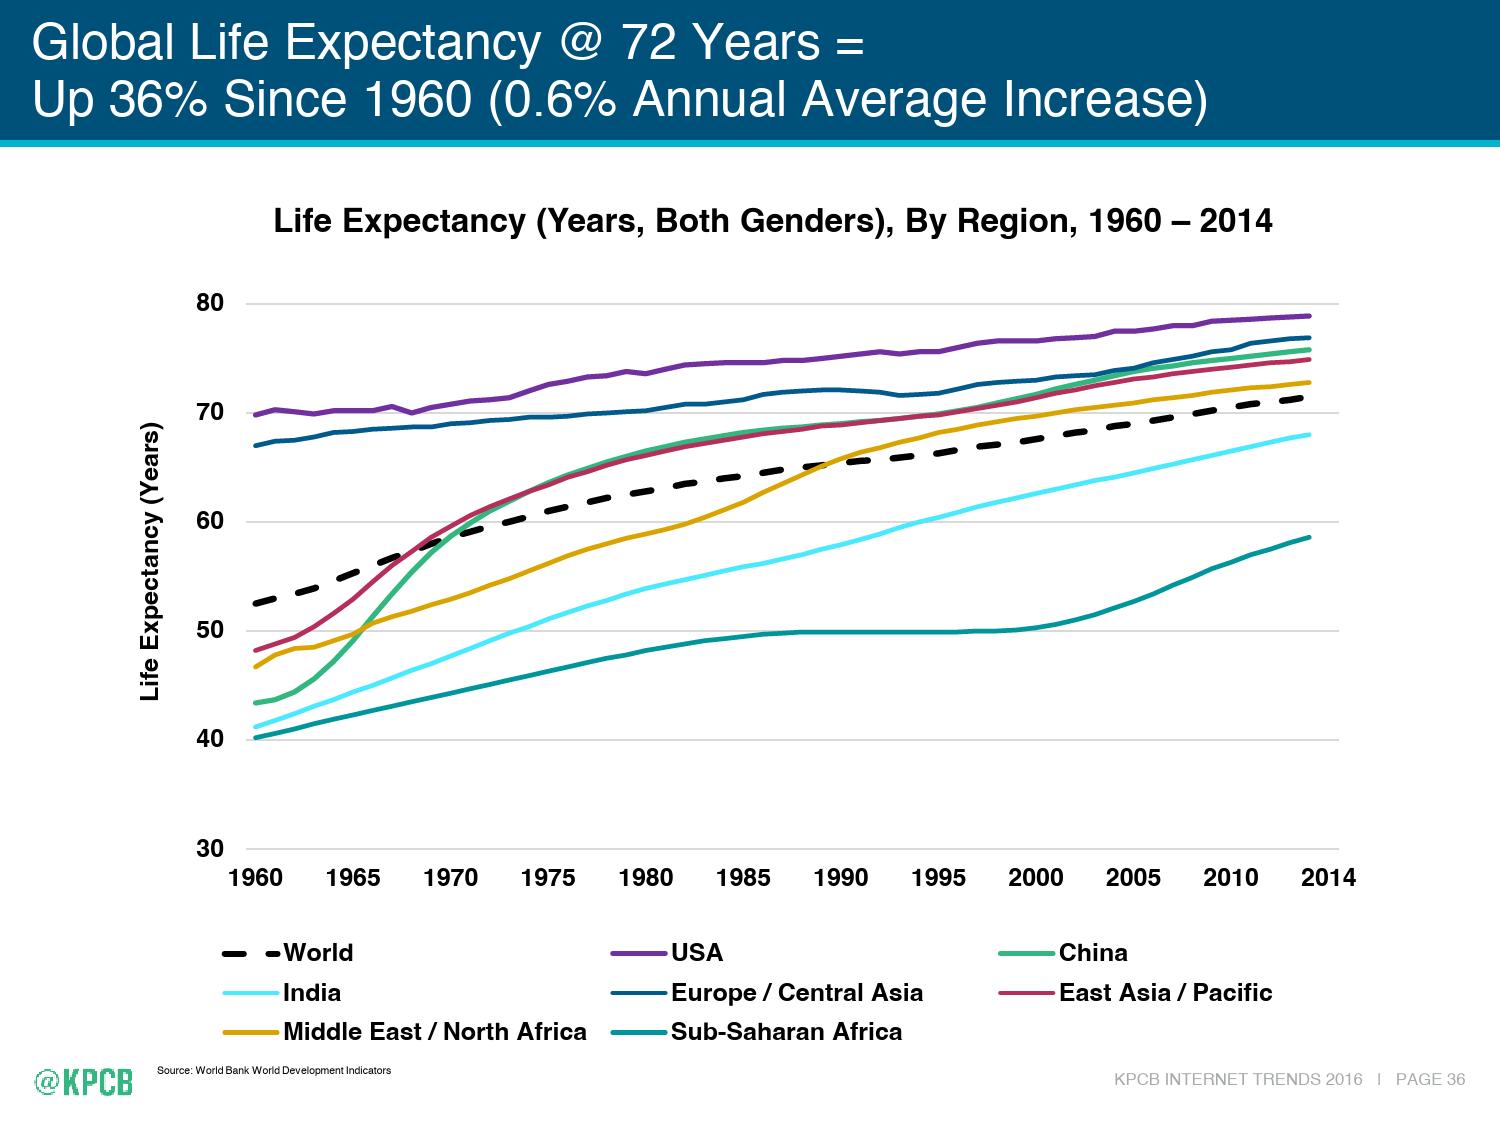 Global Life Expectancy @ 72 Years =
Up 36% Since 1960 (0.6% Annual Average Increase)
Life Expectancy (Years, Both Genders), By Region, 1960 – 2014
Life Expectancy (Years)
80
70
60
50
40
30
1960 1965 1970 1975 1980 1985 1990 1995 2000 2005 2010 2014
World USA China
India Europe / Central Asia East Asia / Pacific
Middle East / North Africa Sub-Saharan Africa
@KPCB
Source: World Bank World Development Indicators
KPCB INTERNET TRENDS 2016 | PAGE 36